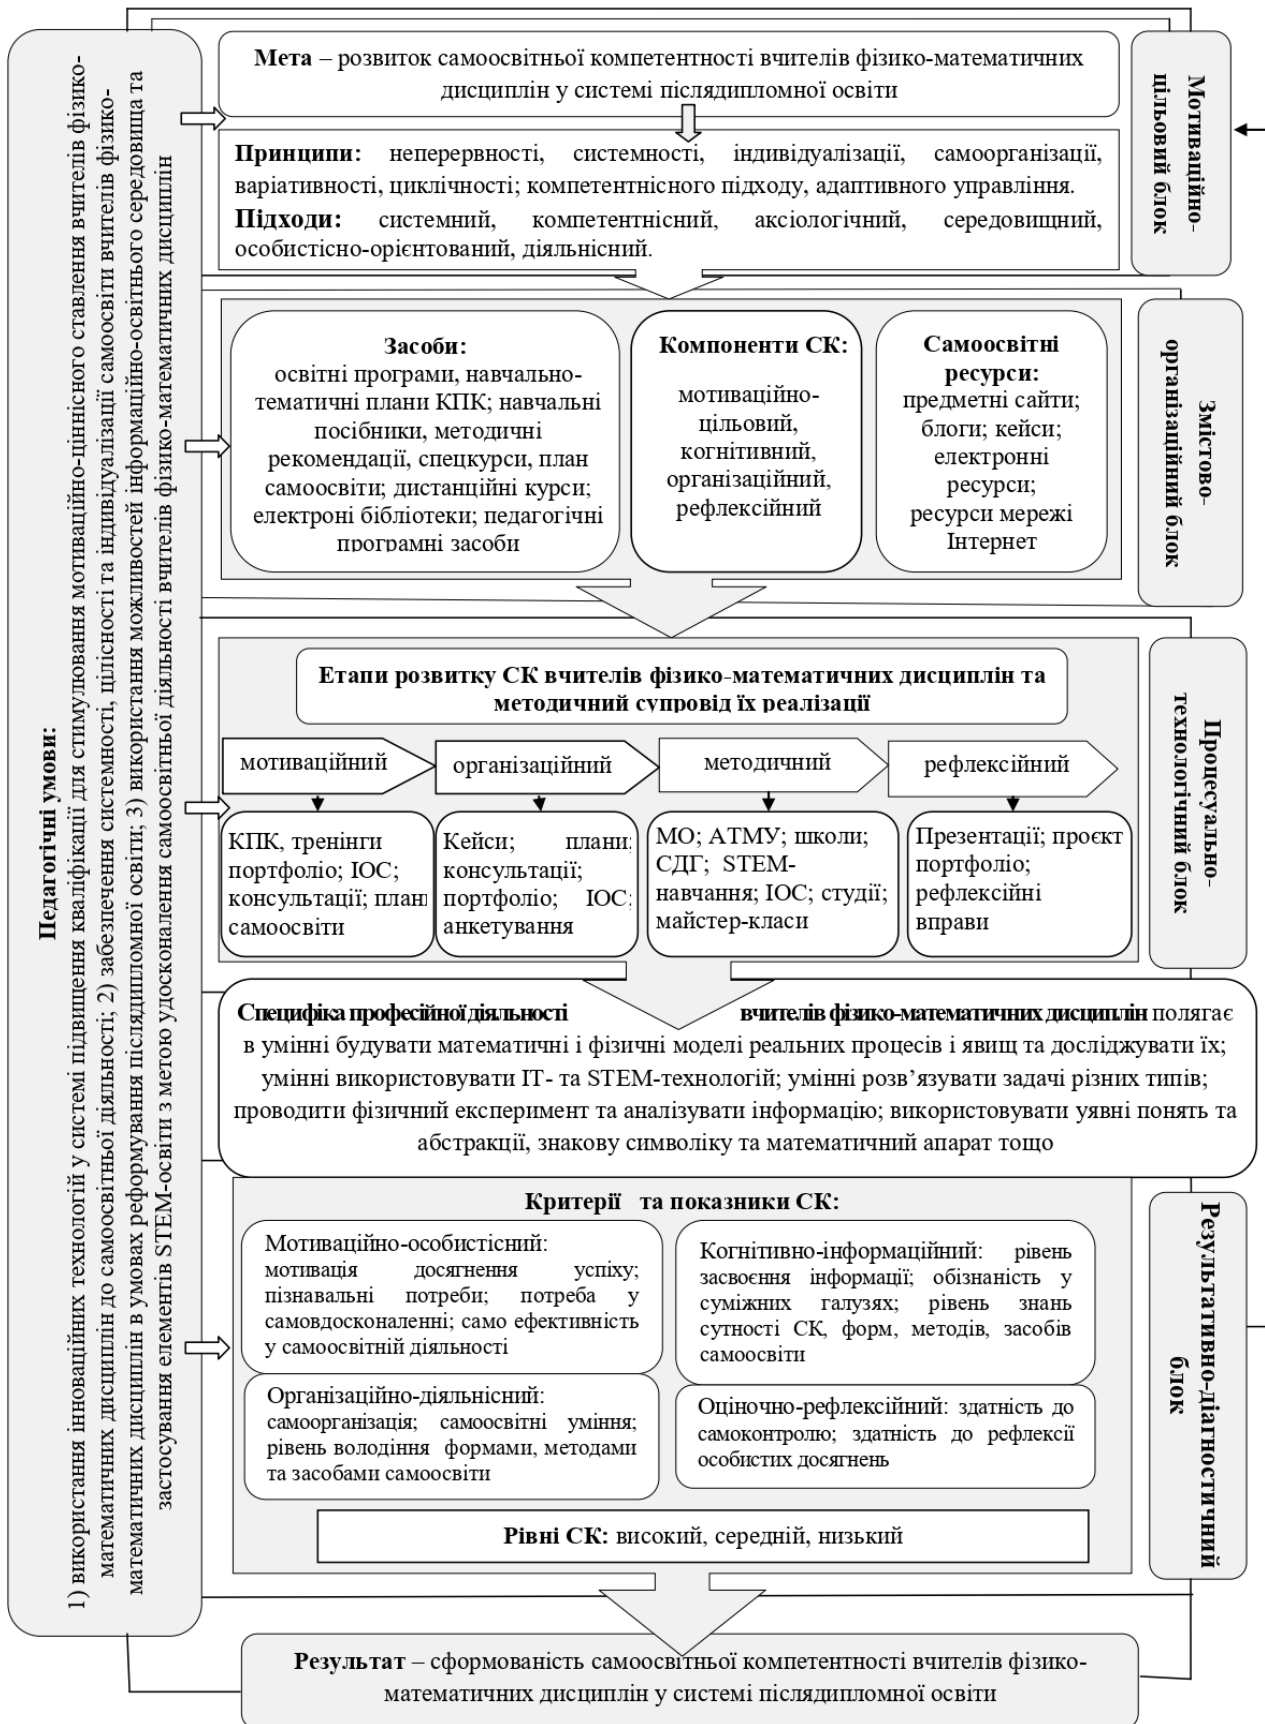 Педагогічні умови:
1) використання інноваційних технологій у системі підвищення кваліфікації для стимулювання мотиваційно-ціннісного ставлення вчителів фізико-
математичних дисциплін до самоосвітньої діяльності; 2) забезпечення системності, цілісності та індивідуалізації самоосвіти вчителів фізико-
математичних дисциплін в умовах реформування післядипломної освіти; 3) використання можливостей інформаційно-освітнього середовища та
застосування елементів STEM-освіти з метою удосконалення самоосвітньої діяльності вчителів фізико-математичних дисциплін
Мета – розвиток самоосвітньої компетентності вчителів фізико-математичних
дисциплін у системі післядипломної освіти
Принципи: неперервності, системності, індивідуалізації, самоорганізації,
варіативності, циклічності; компетентнісного підходу, адаптивного управління.
Підходи: системний, компетентнісний, аксіологічний, середовищний,
особистісно-орієнтований, діяльнісний.
Мотиваційно-
цільовий блок
Засоби:
освітні програми, навчально-
тематичні плани КПК; навчальні
посібники, методичні
рекомендації, спецкурси, план
самоосвіти; дистанційні курси;
електроні бібліотеки; педагогічні
програмні засоби
Компоненти СК:
мотиваційно-
цільовий,
когнітивний,
організаційний,
рефлексійний
Самоосвітні
ресурси:
предметні сайти;
блоги; кейси;
електронні
ресурси;
ресурси мережі
Інтернет
Змістово-
організаційний блок
Етапи розвитку СК вчителів фізико-математичних дисциплін та
методичний супровід їх реалізації
мотиваційний
організаційний
методичний
рефлексійний
КПК, тренінги
портфоліо; ІОС;
консультації; план
самоосвіти
Кейси; плани;
консультації;
портфоліо; ІОС;
анкетування
МО; АТМУ; школи;
СДГ; STEM-
навчання; ІОС; студії;
майстер-класи
Презентації; проєкт
портфоліо;
рефлексійні
вправи
Процесуально-
технологічний блок
Специфіка професійної діяльності вчителів фізико-математичних дисциплін полягає
в умінні будувати математичні і фізичні моделі реальних процесів і явищ та досліджувати їх;
умінні використовувати ІТ- та STEM-технологій; умінні розв’язувати задачі різних типів;
проводити фізичний експеримент та аналізувати інформацію; використовувати уявні понять та
абстракції, знакову символіку та математичний апарат тощо
Критерії та показники СК:
Мотиваційно-особистісний:
мотивація досягнення успіху;
пізнавальні потреби; потреба у
самовдосконаленні; само ефективність
у самоосвітній діяльності
Когнітивно-інформаційний: рівень
засвоєння інформації; обізнаність у
суміжних галузях; рівень знань
сутності СК, форм, методів, засобів
самоосвіти
Організаційно-діяльнісний:
самоорганізація; самоосвітні уміння;
рівень володіння формами, методами
та засобами самоосвіти
Оціночно-рефлексійний: здатність до
самоконтролю; здатність до рефлексії
особистих досягнень
Рівні СК: високий, середній, низький
Результативно-діагностичний
блок
Результат – сформованість самоосвітньої компетентності вчителів фізико-
математичних дисциплін у системі післядипломної освіти